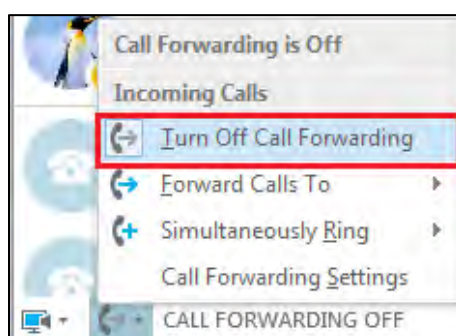 Call Forwarding is Off
Incoming Calls
Turn Off Call Forwarding
Forward Calls To
Simultaneously Ring
Call Forwarding Settings
CALL FORWARDING OFF